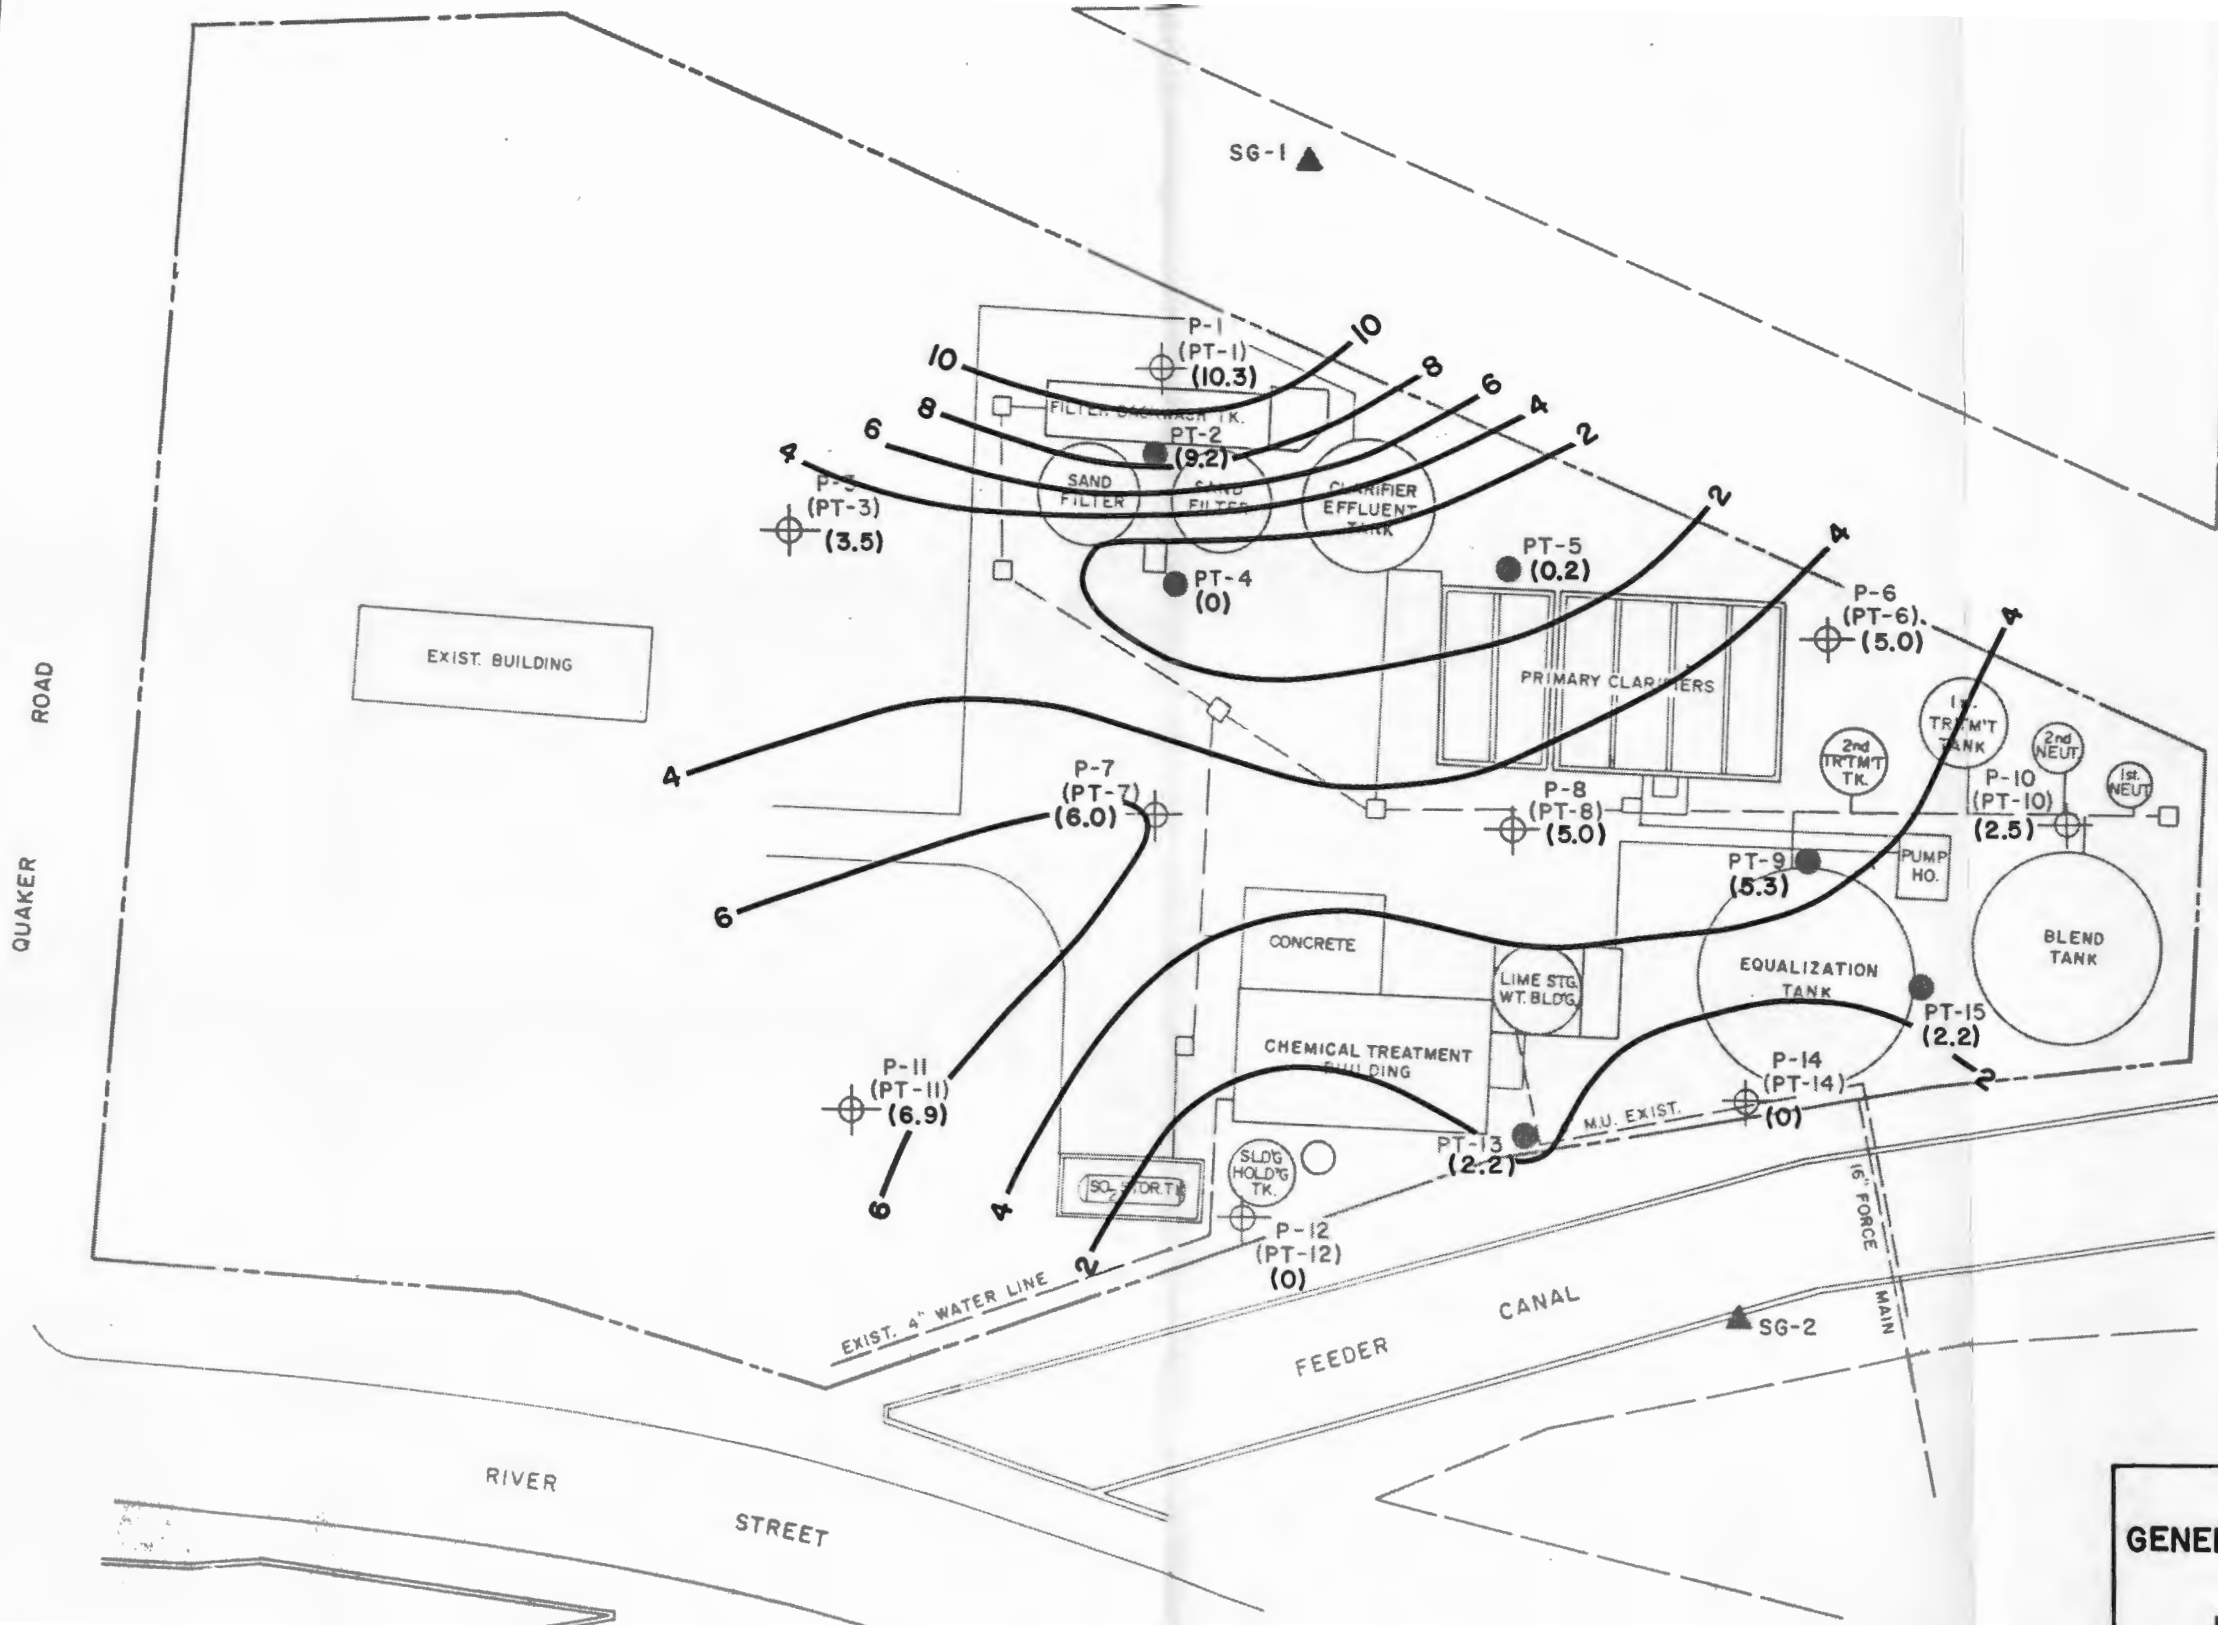 SG-1
P-1
(PT-1)
(10.3)
10
10
8
8
6
6
4
4
2
FILTER BACKWASH TK.
PT-2
(9.2)
SAND
FILTER
SAND
FILTER
CLARIFIER
EFFLUENT
TANK
(PT-3)
(3.5)
PT-4
(0)
PT-5
(0.2)
2
4
P-6
(PT-6)
(5.0)
4
EXIST. BUILDING
PRIMARY CLARIFIERS
TR'TM'T
TANK
2nd
TR'TM'T
TK.
2nd
NEUT
1st.
NEUT
QUAKER ROAD
4
P-7
(PT-7)
(6.0)
P-8
(PT-8)
(5.0)
P-10
(PT-10)
(2.5)
PT-9
(5.3)
PUMP
HO.
6
CONCRETE
LIME STG.
WT. BLD'G.
EQUALIZATION
TANK
BLEND
TANK
PT-15
(2.2)
CHEMICAL TREATMENT
BUILDING
P-11
(PT-11)
(6.9)
P-14
(PT-14)
(0)
2
M.U. EXIST.
PT-13
(2.2)
SLD'G
HOLD'G
TK.
SO2 STOR. TK
6
4
2
P-12
(PT-12)
(0)
EXIST. 4" WATER LINE
16" FORCE MAIN
FEEDER CANAL
SG-2
RIVER STREET